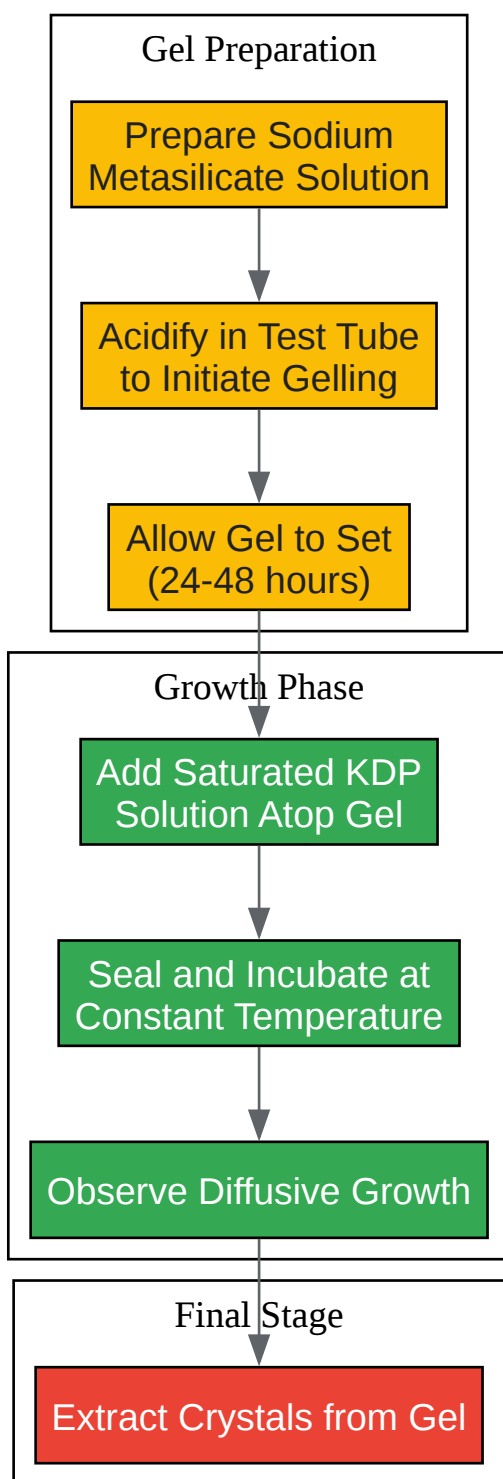 Gel Preparation
Prepare Sodium
Metasilicate Solution
Acidify in Test Tube
to Initiate Gelling
Allow Gel to Set
(24-48 hours)
Growth Phase
Add Saturated KDP
Solution Atop Gel
Seal and Incubate at
Constant Temperature
Observe Diffusive Growth
Final Stage
Extract Crystals from Gel